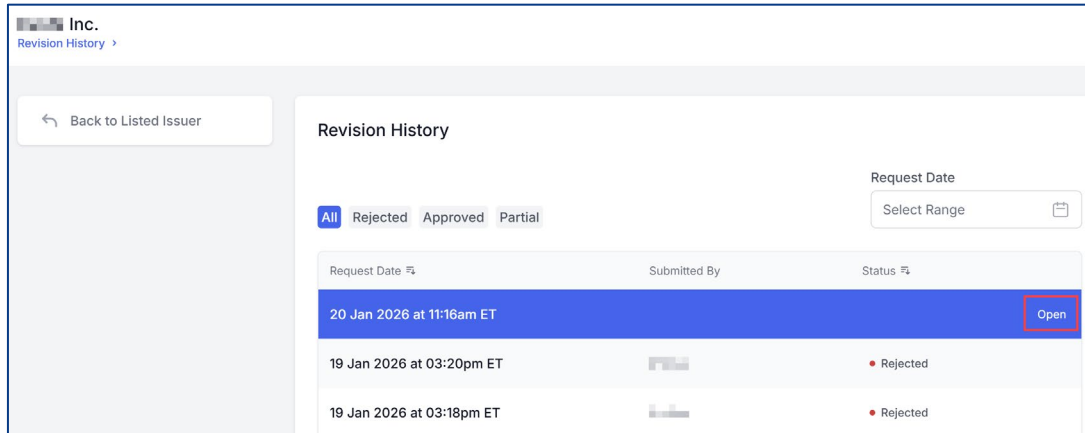 Inc.
Revision History >
Back to Listed Issuer
Revision History
Request Date
Select Range
All Rejected Approved Partial
Request Date Submitted By Status
20 Jan 2026 at 11:16am ET Open
19 Jan 2026 at 03:20pm ET Rejected
19 Jan 2026 at 03:18pm ET Rejected